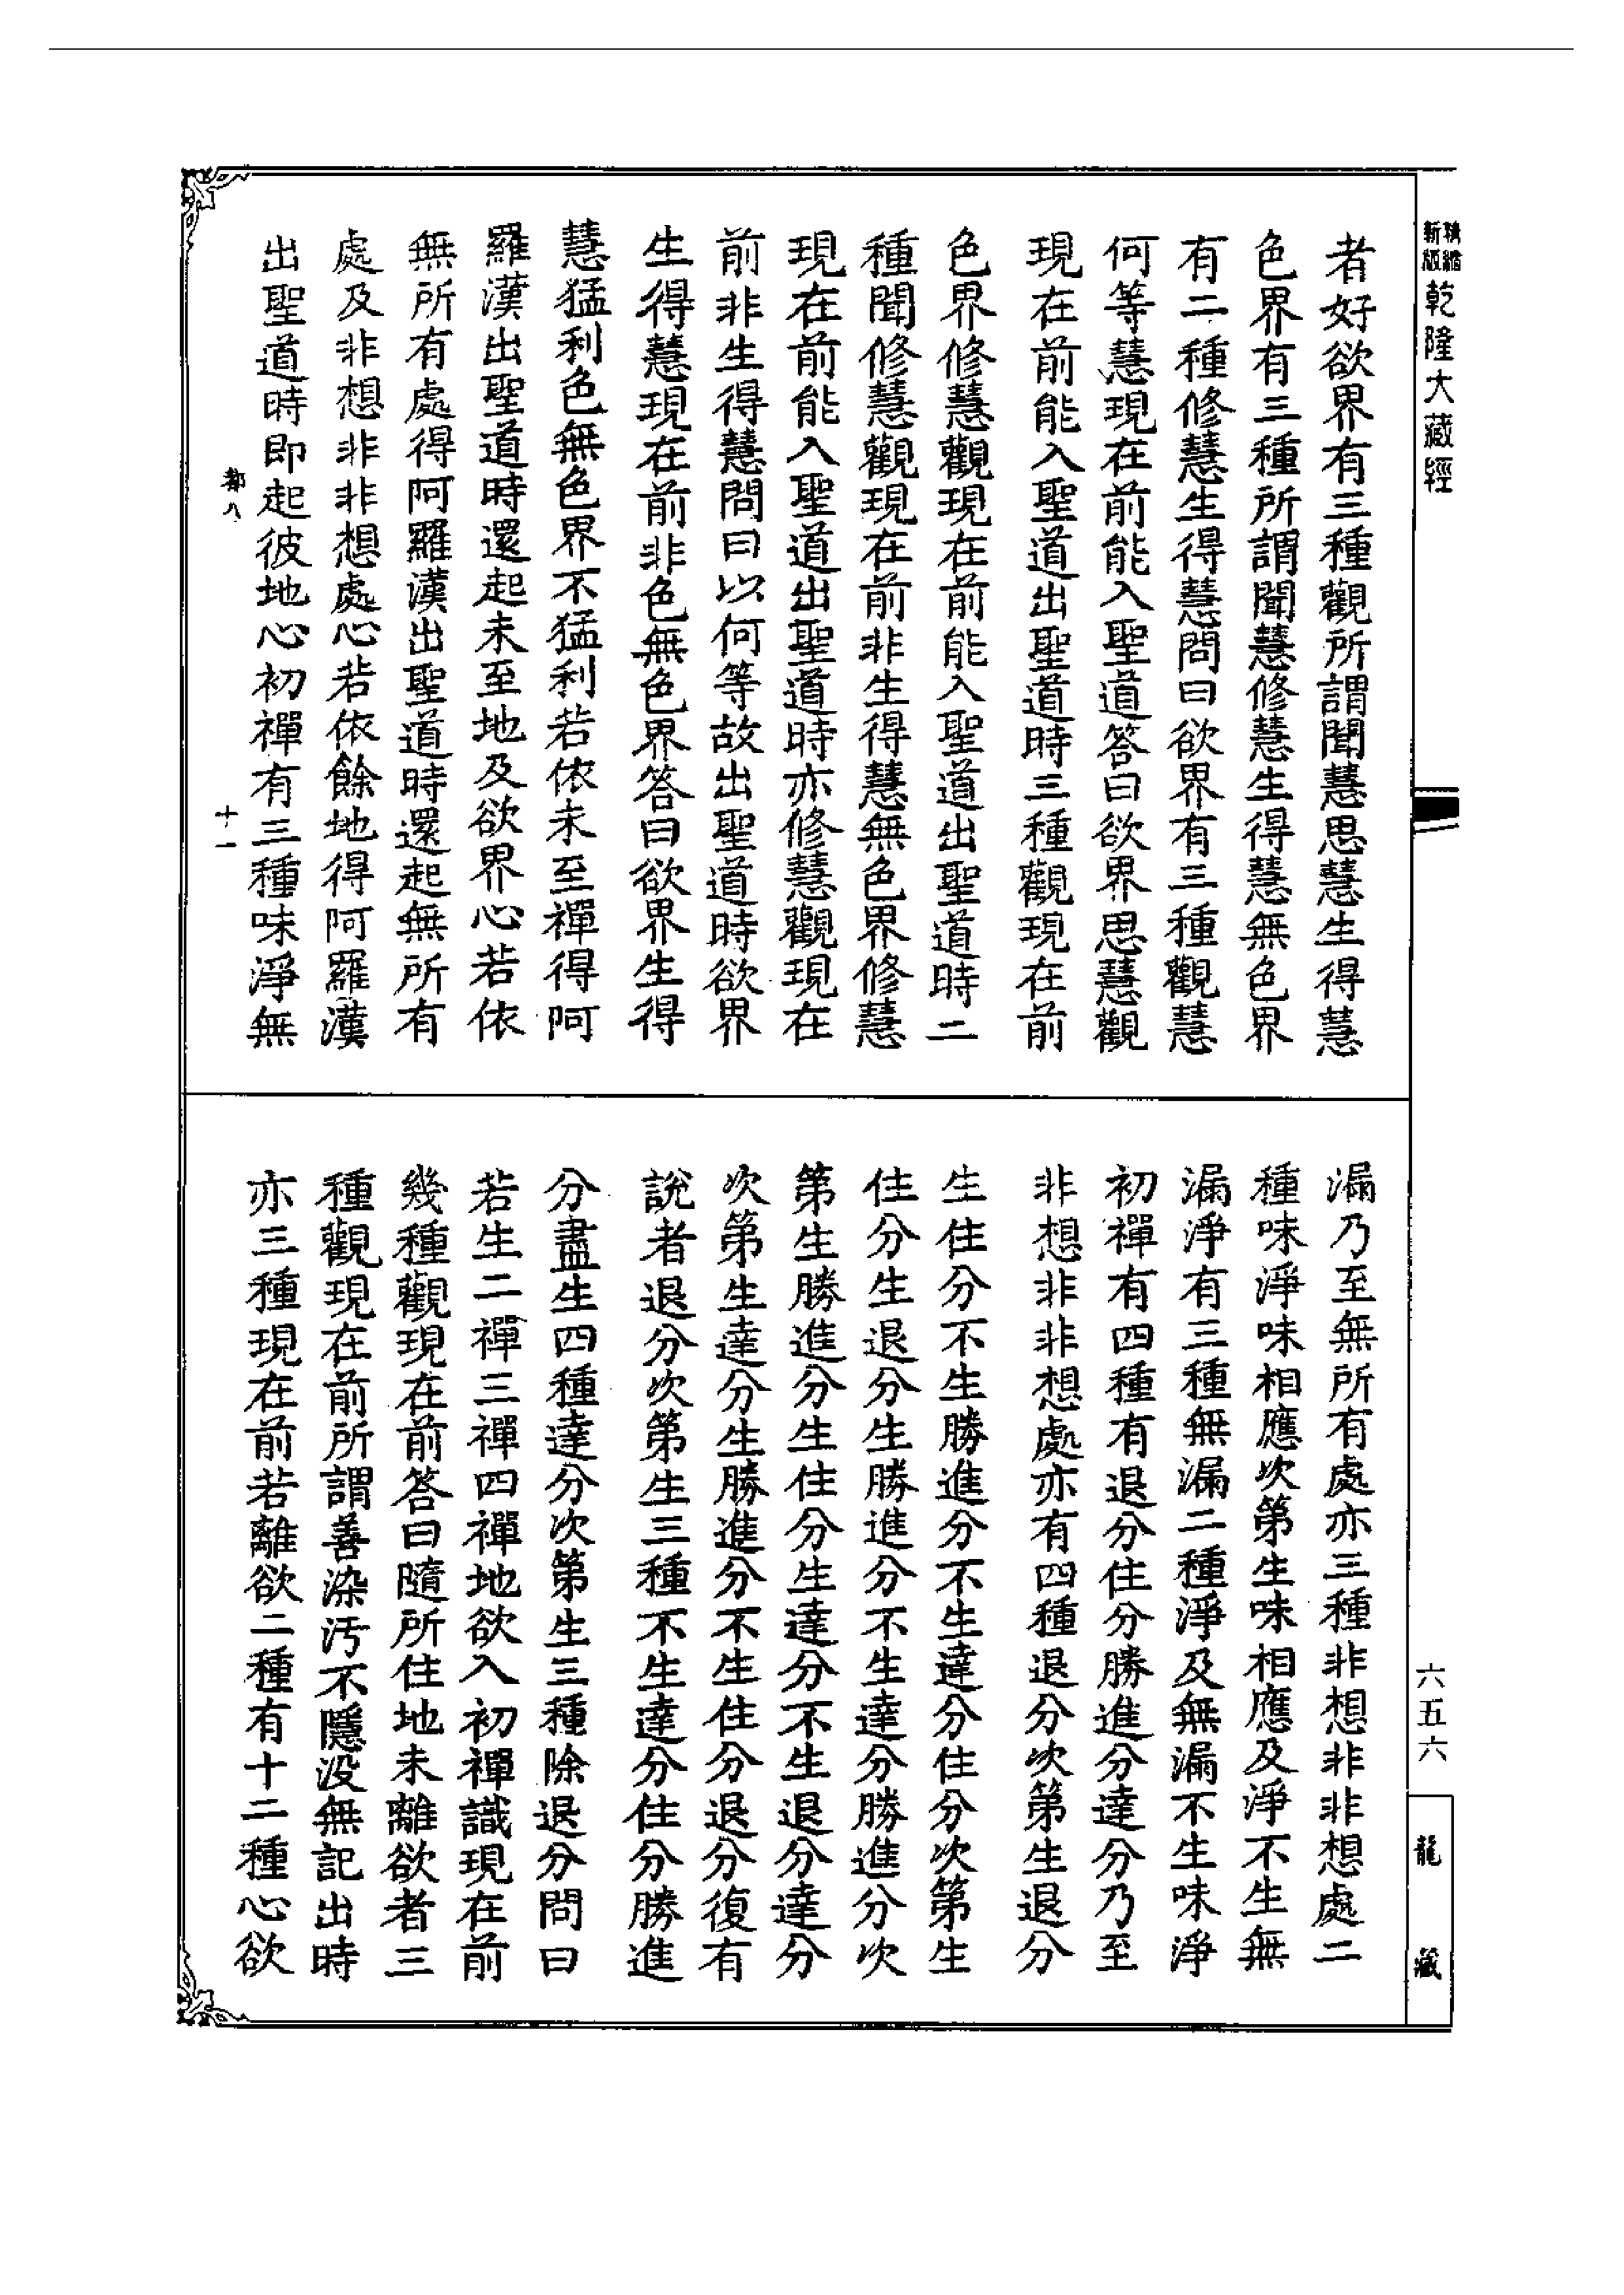 新縮
新版
乾隆大藏經
者好欲界有三種觀所謂聞慧思慧生得慧
色界有三種所謂聞慧修慧生得慧無色界
有二種修慧生得慧問曰欲界有三種觀慧
何等慧現在前能入聖道答曰欲界思慧觀
現在前能入聖道出聖道時三種觀現在前
色界修慧觀現在前能入聖道出聖道時二
種聞修慧觀現在前非生得慧無色界修慧
現在前能入聖道出聖道時亦修慧觀現在
前非生得慧問曰以何等故出聖道時欲界
生得慧現在前非色無色界答曰欲界生得
慧猛利色無色界不猛利若依未至禪得阿
羅漢出聖道時還起未至地及欲界心若依
無所有處得阿羅漢出聖道時還起無所有
處及非想非非想處心若依餘地得阿羅漢
出聖道時即起彼地心初禪有三種味淨無
都八
十一
漏乃至無所有處亦三種非想非非想處二
種味淨味相應次第生味相應及淨不生無
漏淨有三種無漏二種淨及無漏不生味淨
初禪有四種有退分住分勝進分達分乃至
非想非非想處亦有四種退分次第生退分
生住分不生勝進分不生達分住分次第生
住分生退分生勝進分不生達分勝進分次
第生勝進分生住分生達分不生退分達分
次第生達分生勝進分不生住分退分復有
說者退分次第生三種不生達分住分勝進
分盡生四種達分次第生三種除退分問曰
若生二禪三禪四禪地欲入初禪識現在前
幾種觀現在前答曰隨所住地未離欲者三
種觀現在前所謂善染汚不隱没無記出時
亦三種現在前若離欲二種有十二種心欲
六五六
龍藏